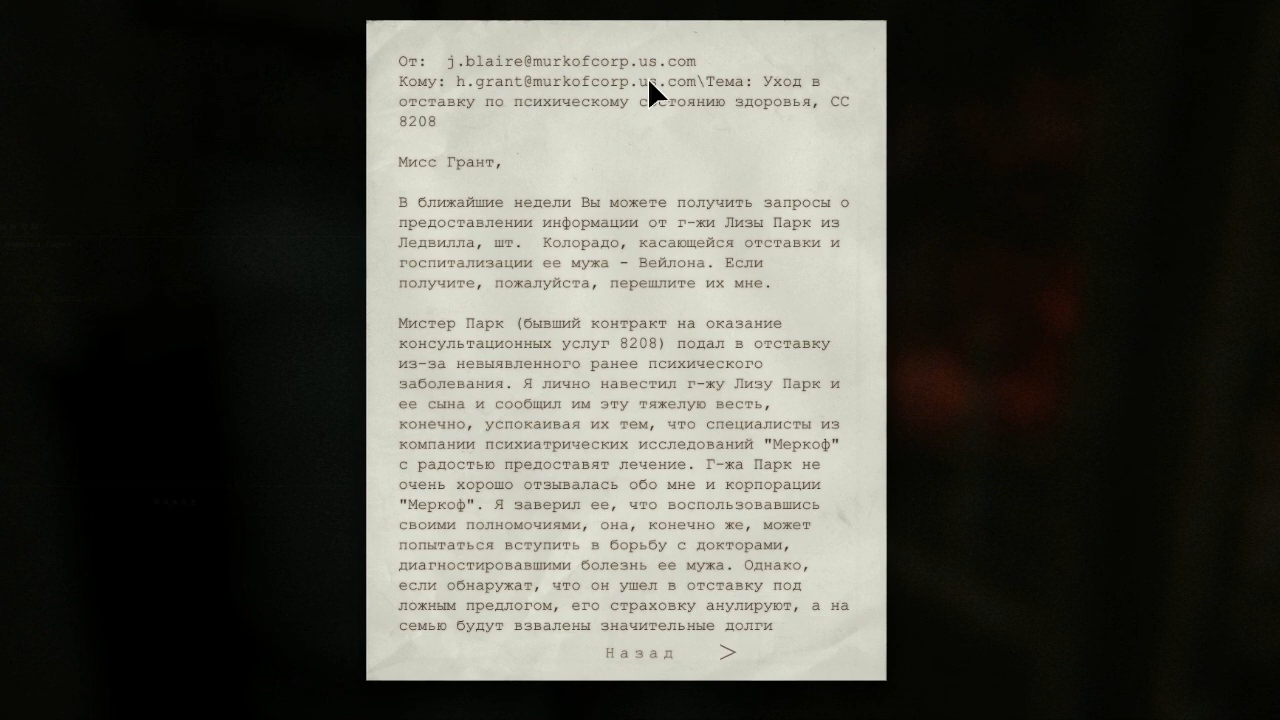 От:  j.blaire@murkofcorp.us.com
Кому: h.grant@murkofcorp.us.com\Тема: Уход в
отставку по психическому состоянию здоровья, СС
8208
Мисс Грант,
В ближайшие недели Вы можете получить запросы о
предоставлении информации от г-жи Лизы Парк из
Ледвилла, шт.  Колорадо, касающейся отставки и
госпитализации ее мужа - Вейлона. Если
получите, пожалуйста, перешлите их мне.
Мистер Парк (бывший контракт на оказание
консультационных услуг 8208) подал в отставку
из-за невыявленного ранее психического
заболевания. Я лично навестил г-жу Лизу Парк и
ее сына и сообщил им эту тяжелую весть,
конечно, успокаивая их тем, что специалисты из
компании психиатрических исследований "Меркоф"
с радостью предоставят лечение. Г-жа Парк не
очень хорошо отзывалась обо мне и корпорации
"Меркоф". Я заверил ее, что воспользовавшись
своими полномочиями, она, конечно же, может
попытаться вступить в борьбу с докторами,
диагностировавшими болезнь ее мужа. Однако,
если обнаружат, что он ушел в отставку под
ложным предлогом, его страховку анулируют, а на
семью будут взвалены значительные долги
Назад >